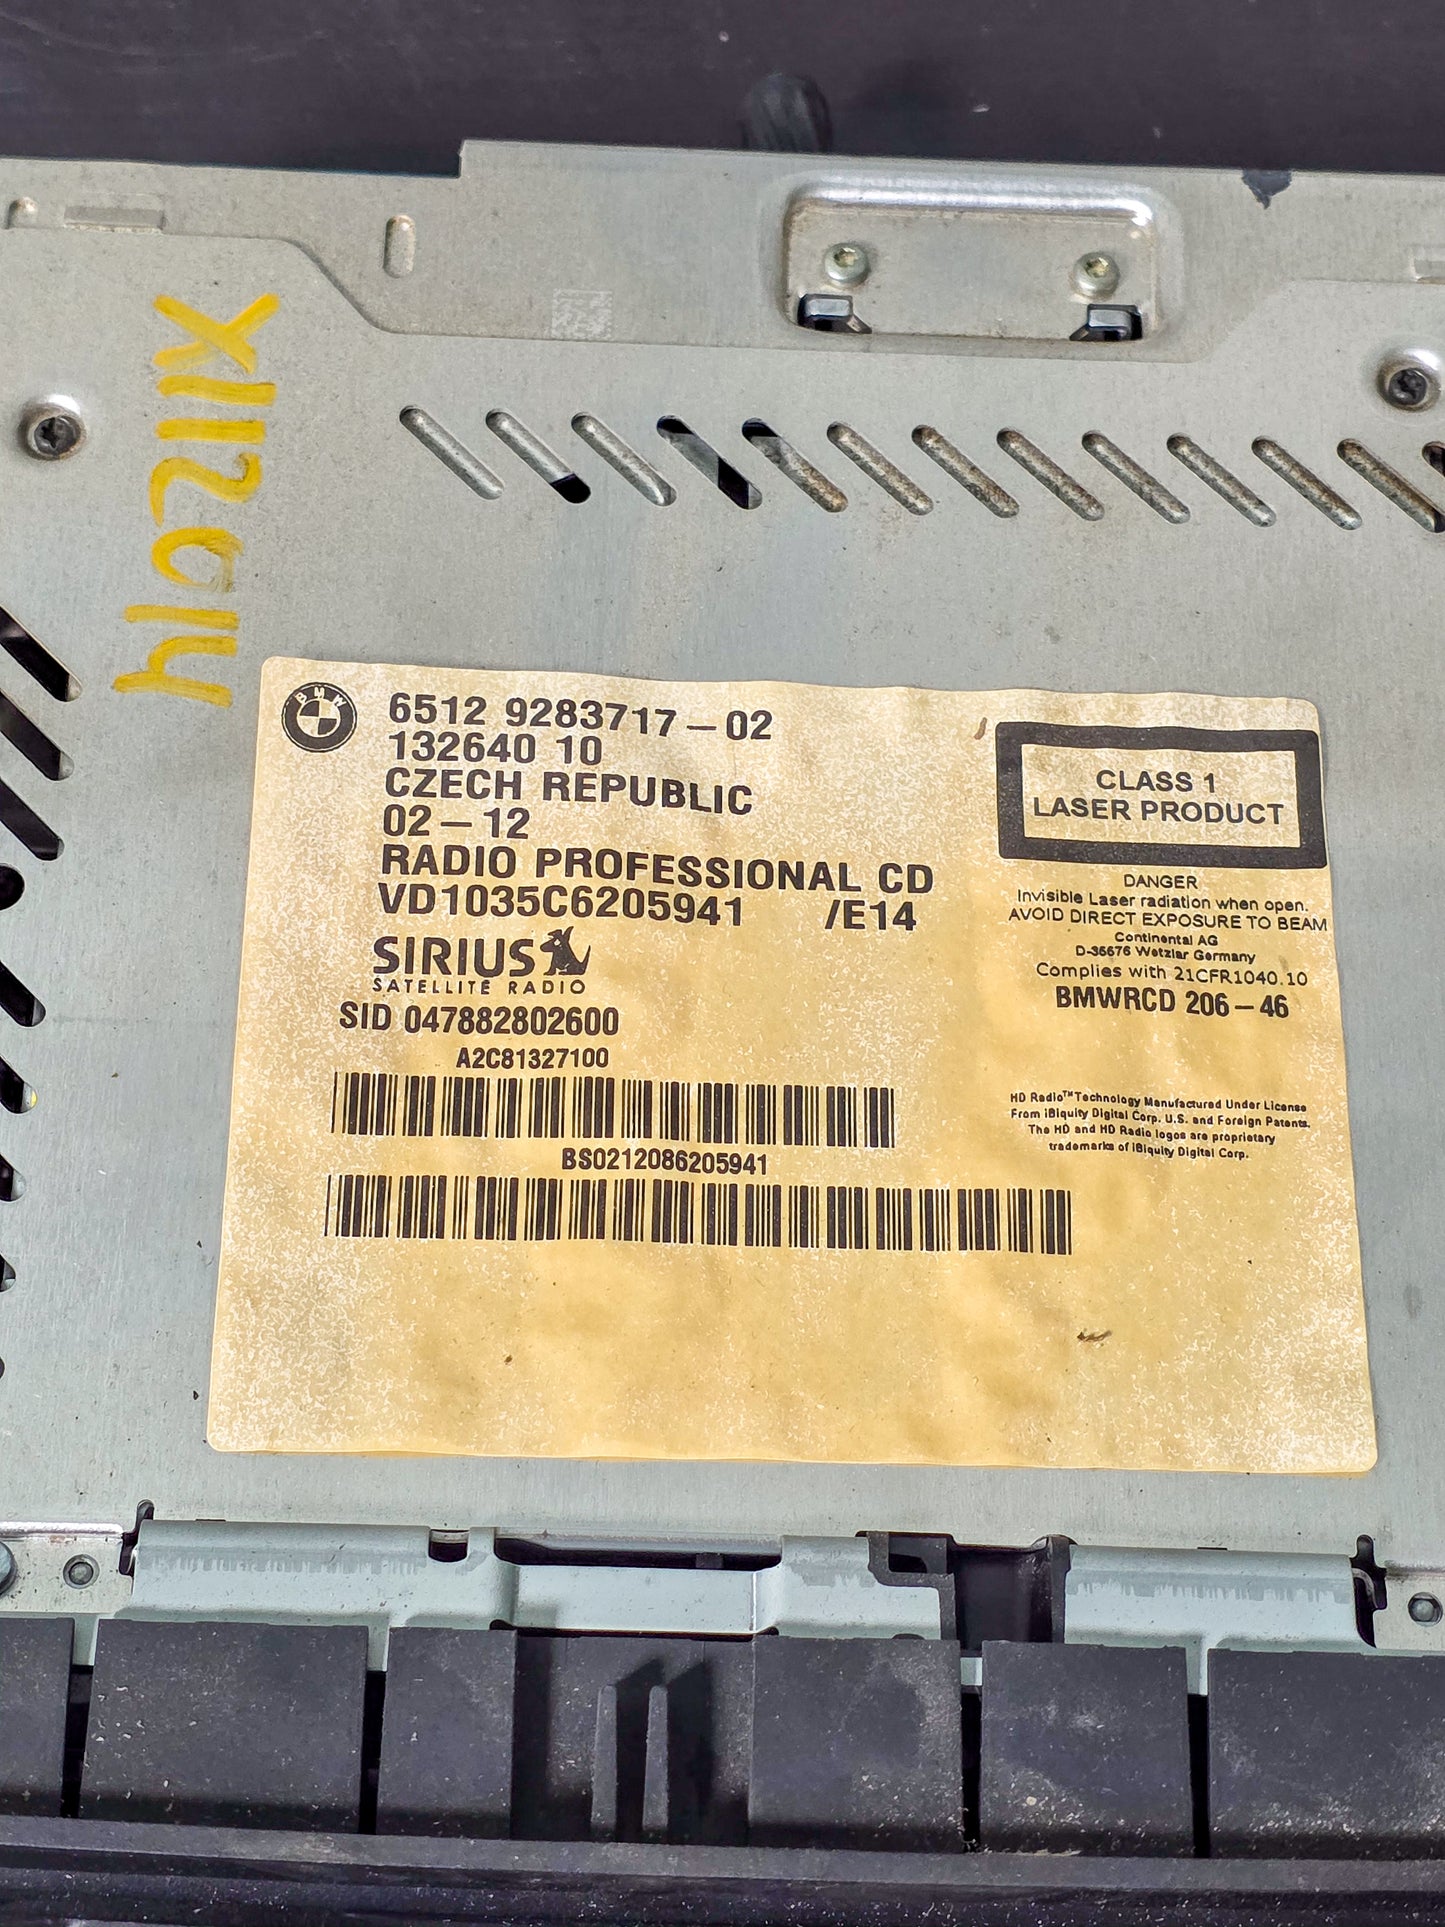 X112014
BMW
6512 9283717-02
132640 10
CZECH REPUBLIC
02-12
RADIO PROFESSIONAL CD
VD1035C6205941 /E14
SIRIUS
SATELLITE RADIO
SID 047882802600
A2C81327100
BS0212086205941
CLASS 1
LASER PRODUCT
DANGER
Invisible Laser radiation when open.
AVOID DIRECT EXPOSURE TO BEAM
Continental AG
D-35576 Wetzlar Germany
Complies with 21CFR1040.10
BMWRCD 206-46
HD Radio™ Technology Manufactured Under License
From iBiquity Digital Corp. U.S. and Foreign Patents.
The HD and HD Radio logos are proprietary
trademarks of iBiquity Digital Corp.